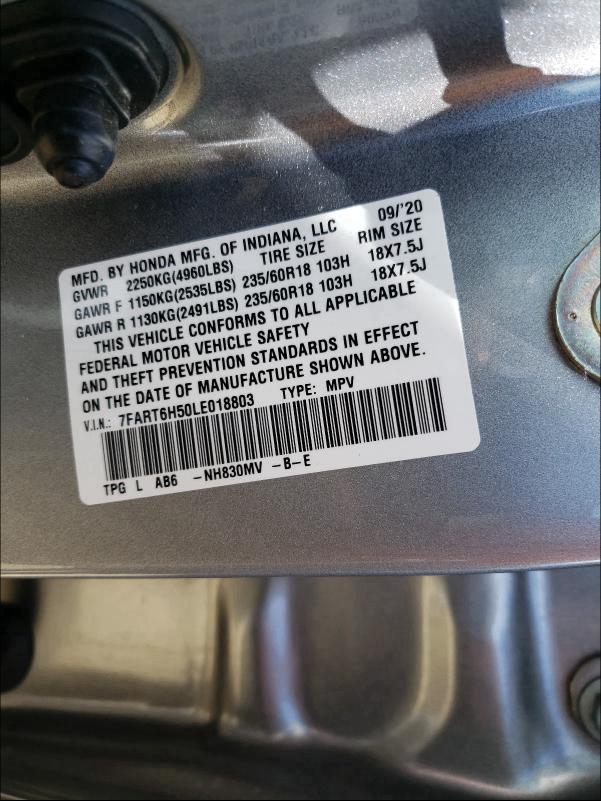 MFD. BY HONDA MFG. OF INDIANA, LLC 09/'20
GVWR 2250KG(4960LBS) TIRE SIZE RIM SIZE
GAWR F 1150KG(2535LBS) 235/60R18 103H 18X7.5J
GAWR R 1130KG(2491LBS) 235/60R18 103H 18X7.5J
THIS VEHICLE CONFORMS TO ALL APPLICABLE
FEDERAL MOTOR VEHICLE SAFETY
AND THEFT PREVENTION STANDARDS IN EFFECT
ON THE DATE OF MANUFACTURE SHOWN ABOVE.
V.I.N.: 7FART6H50LE018803 TYPE: MPV
TPG L AB6 -NH830MV -B-E